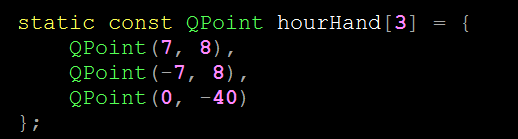 static const QPoint hourHand[3] = {
    QPoint(7, 8),
    QPoint(-7, 8),
    QPoint(0, -40)
};